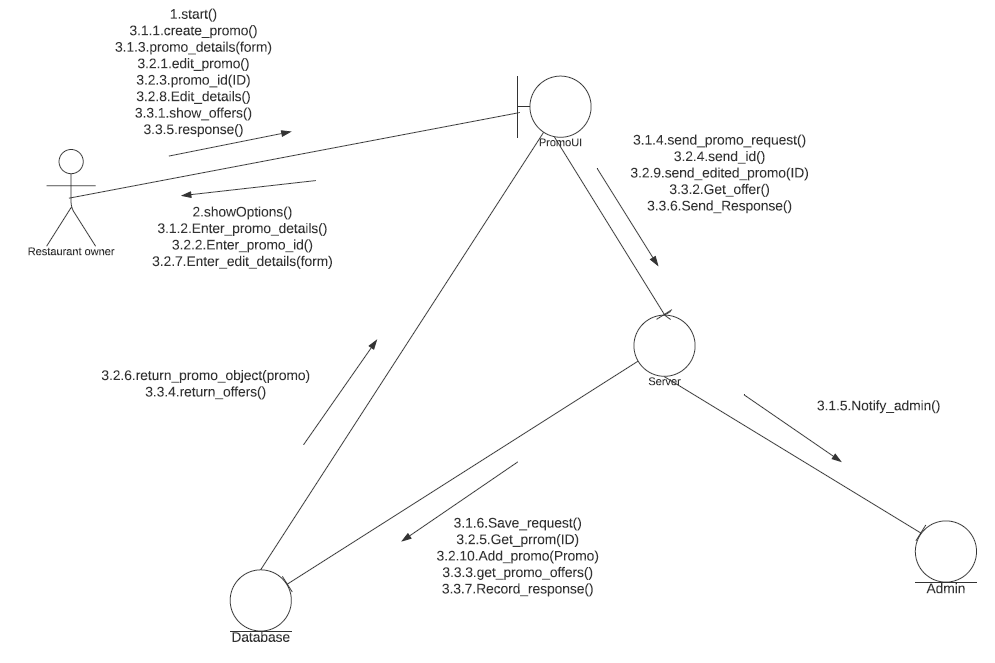 1.start()
3.1.1.create_promo()
3.1.3.promo_details(form)
3.2.1.edit_promo()
3.2.3.promo_id(ID)
3.2.8.Edit_details()
3.3.1.show_offers()
3.3.5.response()
PromoUI
3.1.4.send_promo_request()
3.2.4.send_id()
3.2.9.send_edited_promo(ID)
3.3.2.Get_offer()
3.3.6.Send_Response()
Restaurant owner
2.showOptions()
3.1.2.Enter_promo_details()
3.2.2.Enter_promo_id()
3.2.7.Enter_edit_details(form)
3.2.6.return_promo_object(promo)
3.3.4.return_offers()
Server
3.1.5.Notify_admin()
3.1.6.Save_request()
3.2.5.Get_prrom(ID)
3.2.10.Add_promo(Promo)
3.3.3.get_promo_offers()
3.3.7.Record_response()
Admin
Database